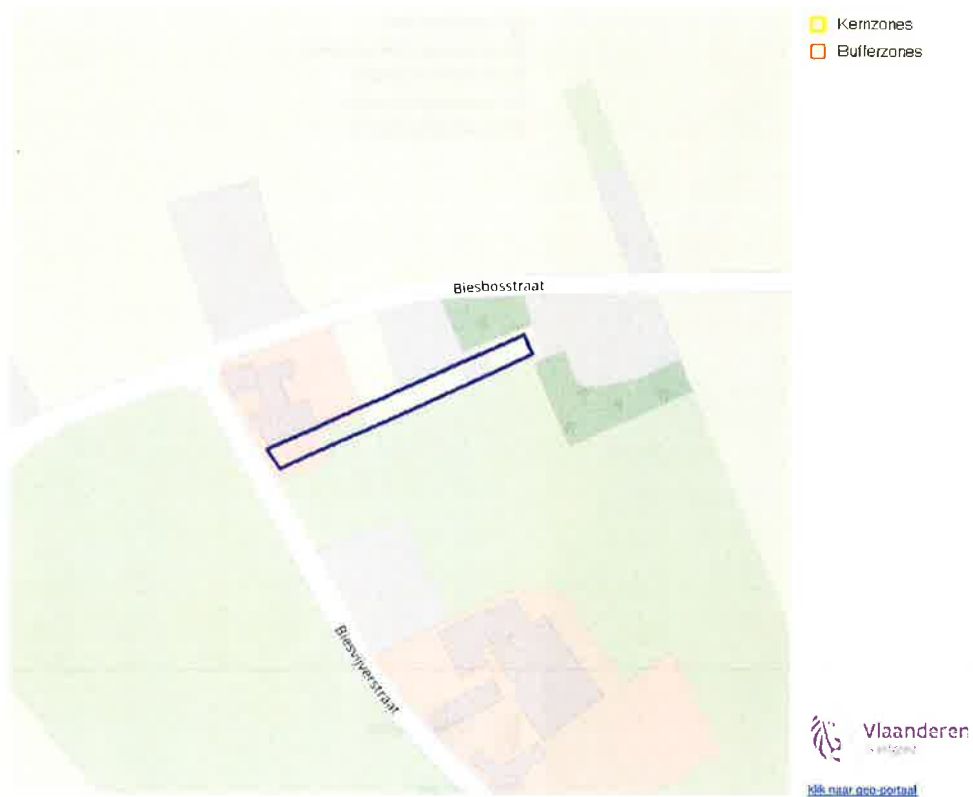 Kernzones
Bufferzones
Biesbosstraat
Biesvijverstraat
Vlaanderen
klik naar geo-portaal